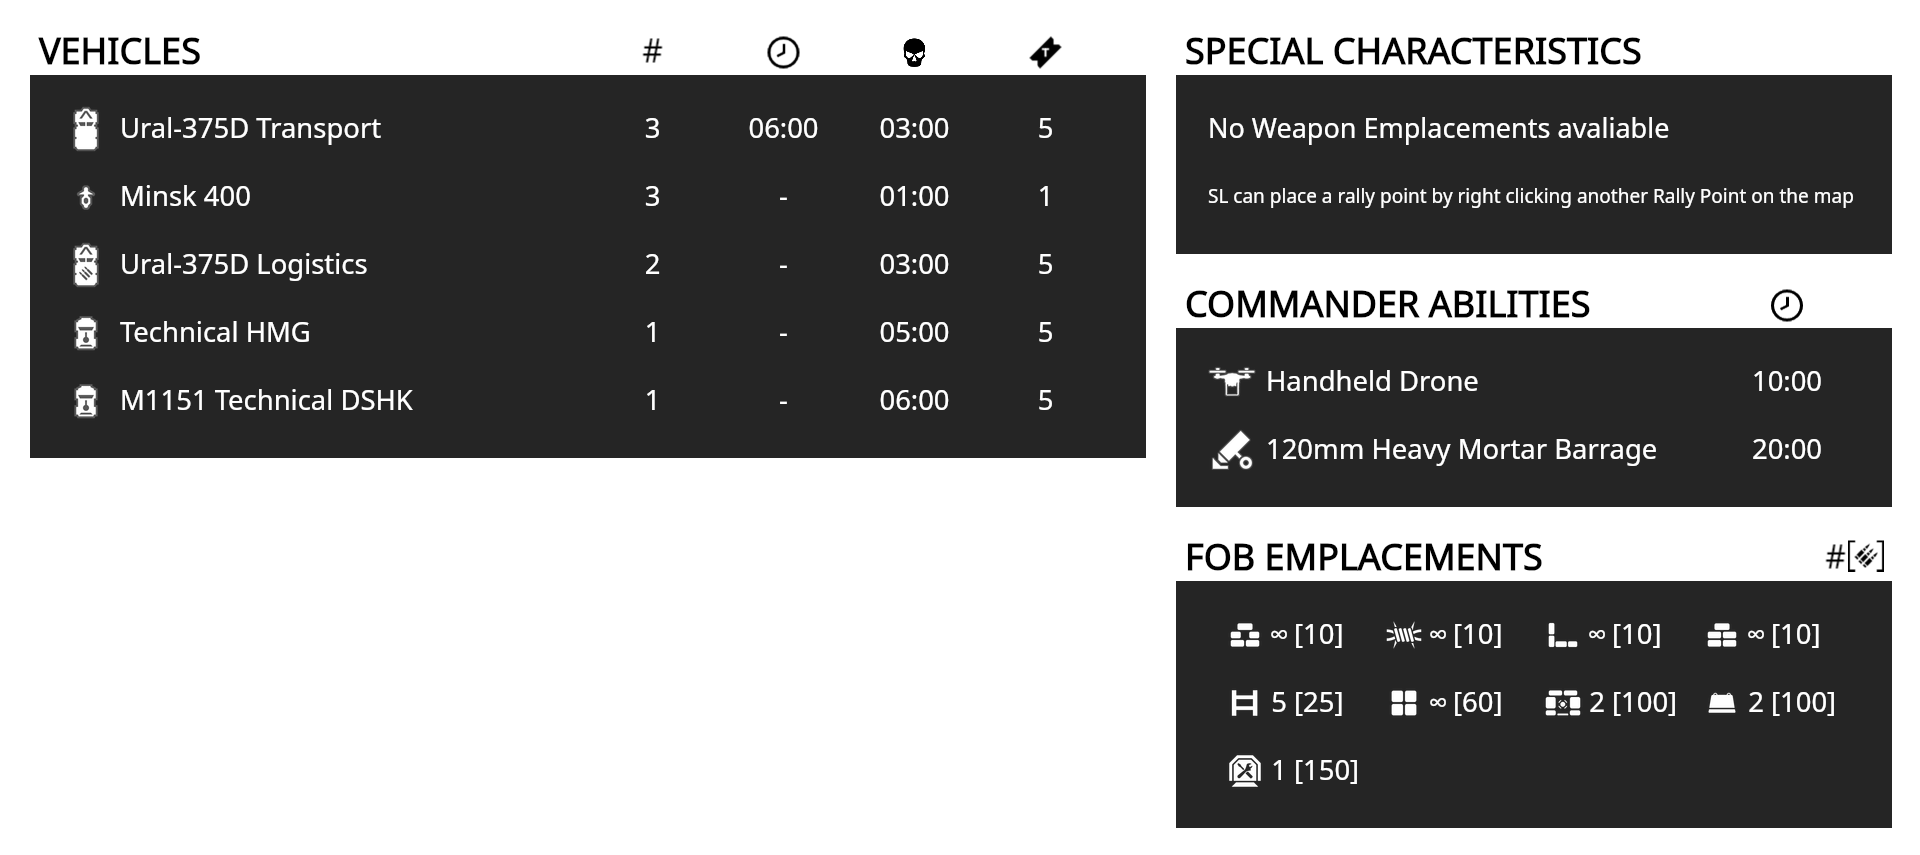 VEHICLES #
Ural-375D Transport 3 06:00 03:00 5
Minsk 400 3 - 01:00 1
Ural-375D Logistics 2 - 03:00 5
Technical HMG 1 - 05:00 5
M1151 Technical DSHK 1 - 06:00 5
SPECIAL CHARACTERISTICS
No Weapon Emplacements avaliable
SL can place a rally point by right clicking another Rally Point on the map
COMMANDER ABILITIES
Handheld Drone 10:00
120mm Heavy Mortar Barrage 20:00
FOB EMPLACEMENTS #[]
∞ [10] ∞ [10] ∞ [10] ∞ [10]
5 [25] ∞ [60] 2 [100] 2 [100]
1 [150]